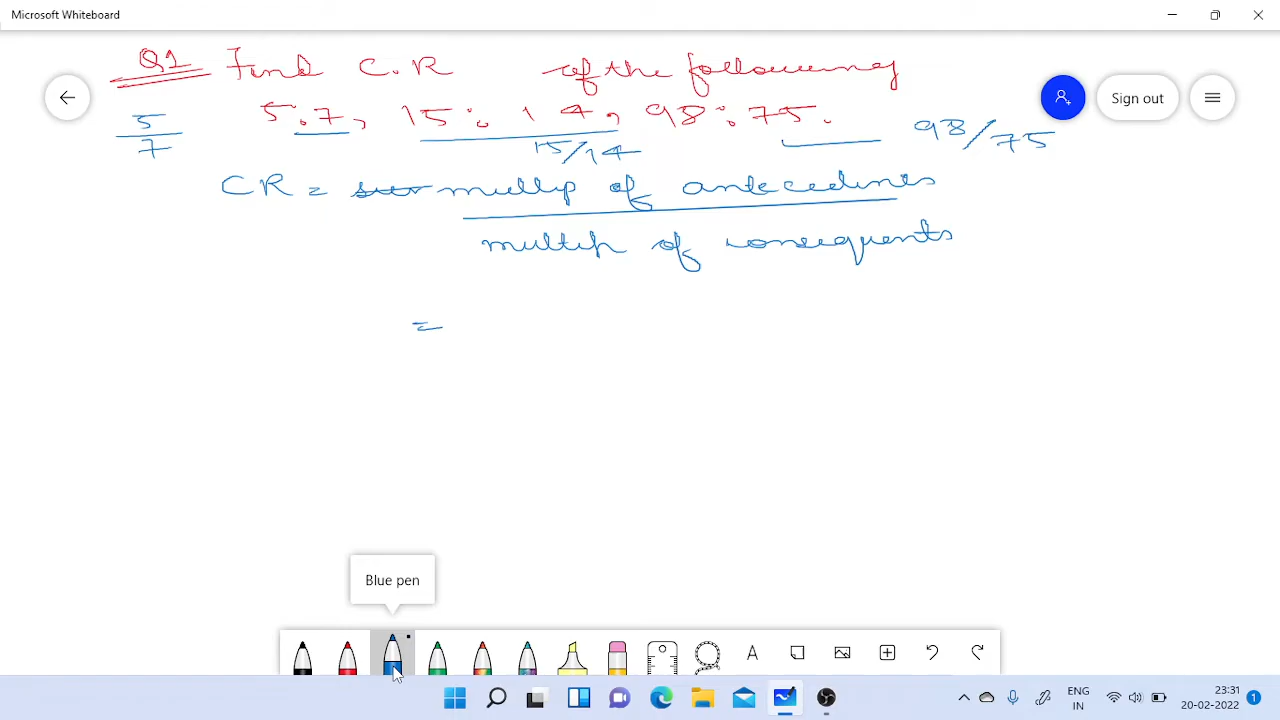 Microsoft Whiteboard
Q1 Find C.R of the following
5:7, 15:14, 98:75.
5/7
15/14
98/75
CR = multip of antecedents
multip of consequents
=
Sign out
Blue pen
A
ENG
IN
23:31
20-02-2022
1